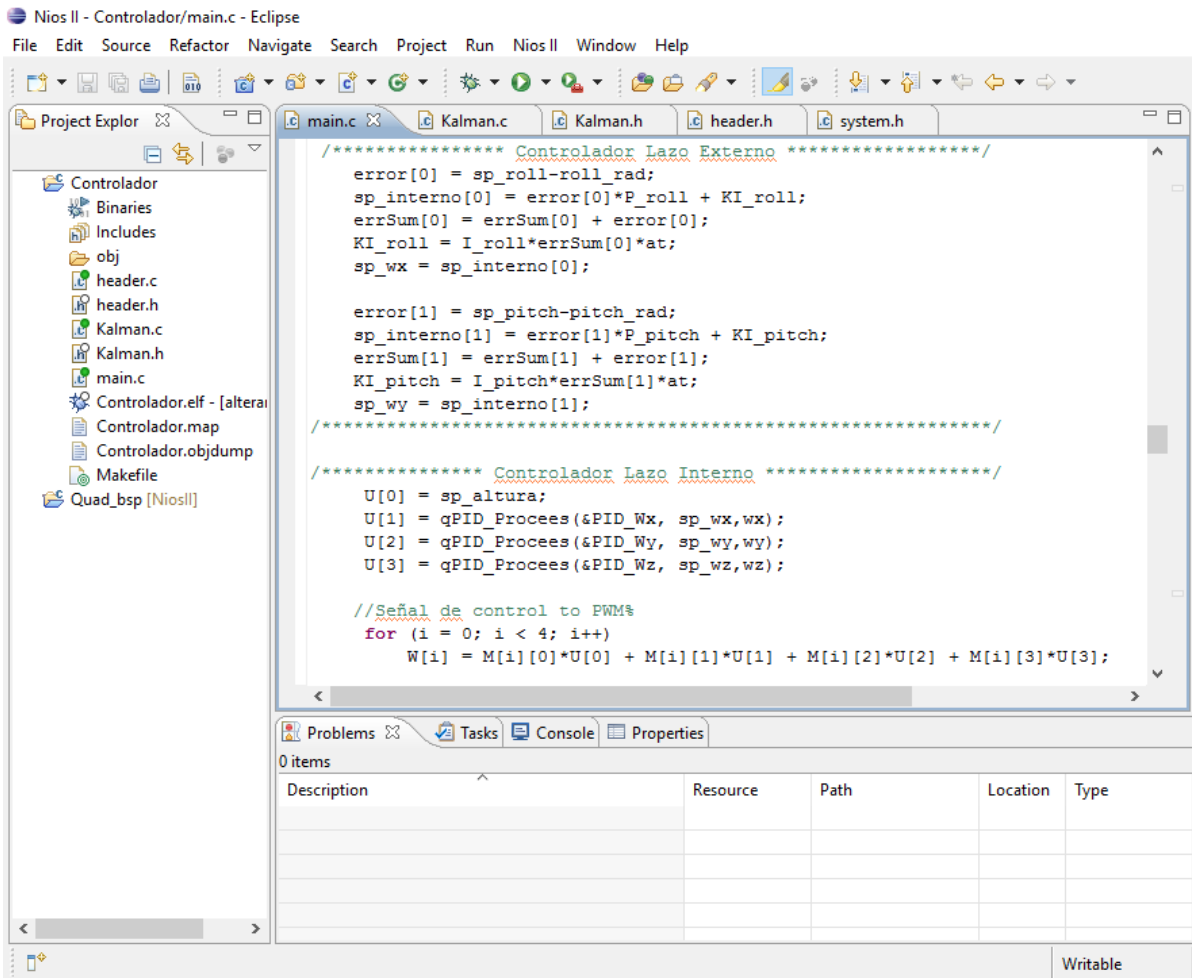 Nios II - Controlador/main.c - Eclipse
File Edit Source Refactor Navigate Search Project Run Nios II Window Help
Project Explor
main.c Kalman.c Kalman.h header.h system.h
Controlador
Binaries
Includes
obj
header.c
header.h
Kalman.c
Kalman.h
main.c
Controlador.elf - [alterar
Controlador.map
Controlador.objdump
Makefile
Quad_bsp [NiosII]
/**************** Controlador Lazo Externo ******************/
error[0] = sp_roll-roll_rad;
sp_interno[0] = error[0]*P_roll + KI_roll;
errSum[0] = errSum[0] + error[0];
KI_roll = I_roll*errSum[0]*at;
sp_wx = sp_interno[0];
error[1] = sp_pitch-pitch_rad;
sp_interno[1] = error[1]*P_pitch + KI_pitch;
errSum[1] = errSum[1] + error[1];
KI_pitch = I_pitch*errSum[1]*at;
sp_wy = sp_interno[1];
/**************************************************************/
/*************** Controlador Lazo Interno *********************/
U[0] = sp_altura;
U[1] = qPID_Procees(&PID_Wx, sp_wx,wx);
U[2] = qPID_Procees(&PID_Wy, sp_wy,wy);
U[3] = qPID_Procees(&PID_Wz, sp_wz,wz);
//Señal de control to PWM%
for (i = 0; i < 4; i++)
W[i] = M[i][0]*U[0] + M[i][1]*U[1] + M[i][2]*U[2] + M[i][3]*U[3];
Problems Tasks Console Properties
0 items
Description Resource Path Location Type
Writable